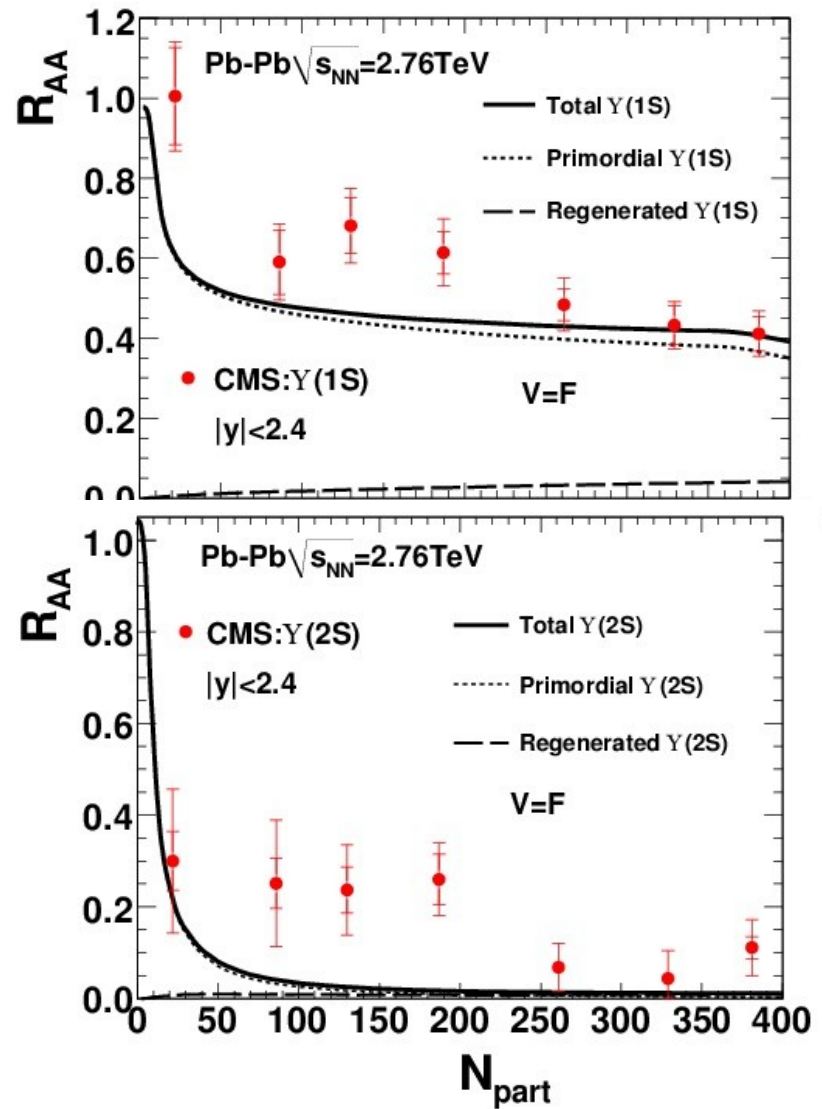 1.2
1.0
0.8
0.6
0.4
0.2
0.0
R_AA
Pb-Pb√s_NN=2.76TeV
Total ϒ(1S)
Primordial ϒ(1S)
Regenerated ϒ(1S)
CMS:ϒ(1S)
|y|<2.4
V=F
1.0
0.8
0.6
0.4
0.2
0.0
R_AA
Pb-Pb√s_NN=2.76TeV
CMS:ϒ(2S)
|y|<2.4
Total ϒ(2S)
Primordial ϒ(2S)
Regenerated ϒ(2S)
V=F
0 50 100 150 200 250 300 350 400
N_part